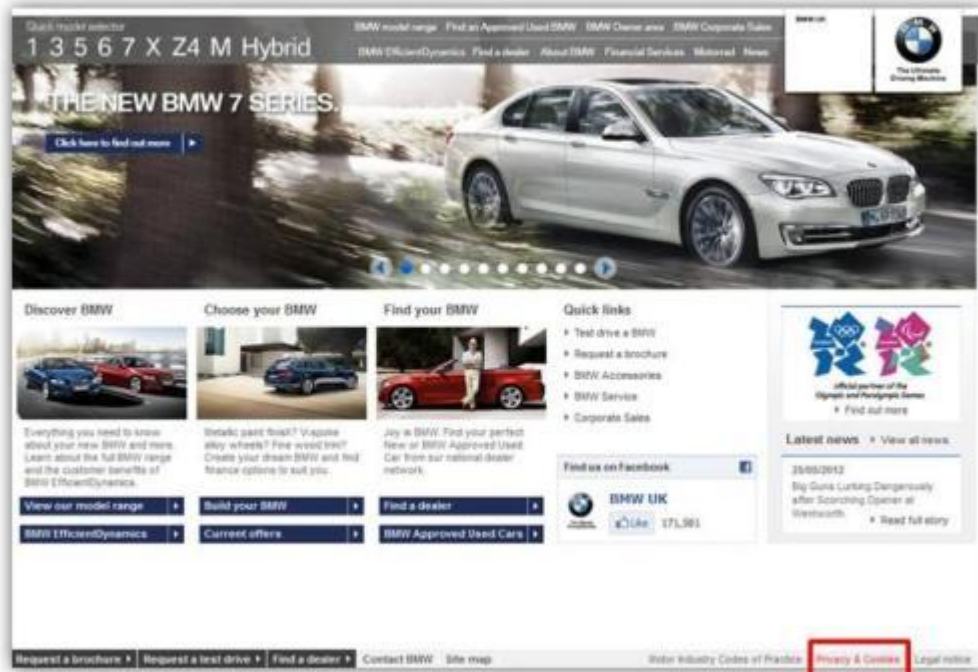 Quick model selector
1 3 5 6 7 X Z4 M Hybrid
BMW model range Find an Approved Used BMW BMW Owner area BMW Corporate Sales
BMW EfficientDynamics Find a dealer About BMW Financial Services Motorrad News
BMW UK
The Ultimate
Driving Machine
THE NEW BMW 7 SERIES.
Click here to find out more
Discover BMW
Everything you need to know
about your new BMW and more.
Learn about the full BMW range
and the customer benefits of
BMW EfficientDynamics.
View our model range
BMW EfficientDynamics
Choose your BMW
Metallic paint finish? V-spoke
alloy wheels? Fine wood trim?
Create your dream BMW and find
finance options to suit you.
Build your BMW
Current offers
Find your BMW
Joy is BMW. Find your perfect
New or BMW Approved Used
Car from our national dealer
network.
Find a dealer
BMW Approved Used Cars
Quick links
Test drive a BMW
Request a brochure
BMW Accessories
BMW Service
Corporate Sales
Find us on Facebook
BMW UK
Like 171,581
official partner of the
Olympic and Paralympic Games
Find out more
Latest news View all news
25/05/2012
Big Guns Lurking Dangerously
after Scorching Opener at
Wentworth.
Read full story
Request a brochure Request a test drive Find a dealer Contact BMW Site map
Motor Industry Codes of Practice Privacy & Cookies Legal notice